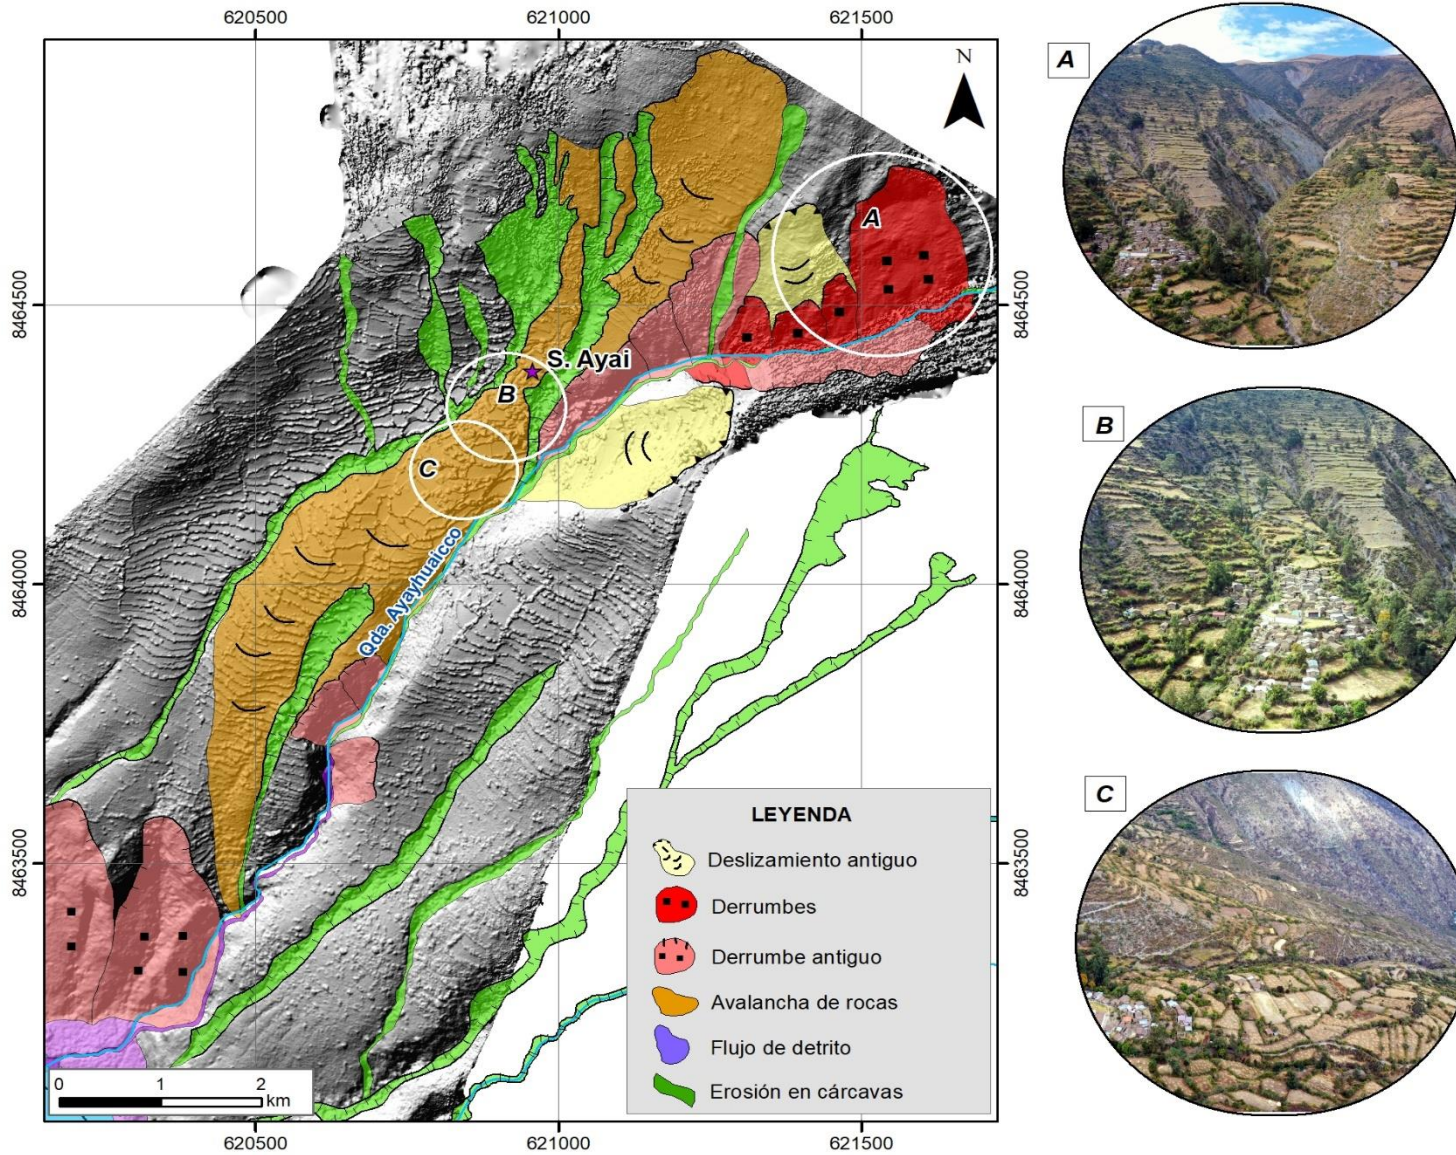 620500 621000 621500
N
A
A
8464500 8464500
S. Ayai
B
B
C
Qda. Ayayhuaicco
8464000 8464000
C
LEYENDA
Deslizamiento antiguo
Derrumbes
Derrumbe antiguo
Avalancha de rocas
Flujo de detrito
Erosión en cárcavas
8463500 8463500
0 1 2
km
620500 621000 621500